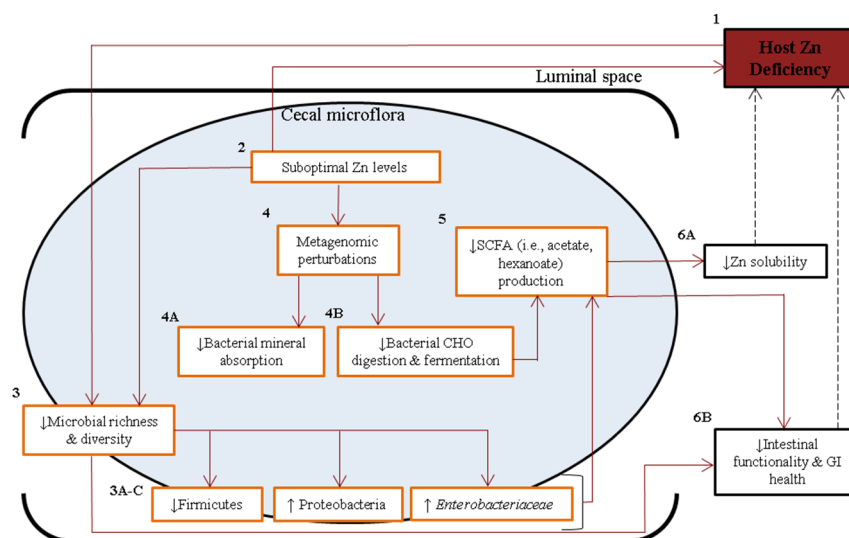 1
Host Zn
Deficiency
Luminal space
Cecal microflora
2
Suboptimal Zn levels
4
Metagenomic
perturbations
5
↓SCFA (i.e., acetate,
hexanoate)
production
6A
↓Zn solubility
4A
↓Bacterial mineral
absorption
4B
↓Bacterial CHO
digestion & fermentation
3
↓Microbial richness
& diversity
6B
↓Intestinal
functionality & GI
health
3A-C
↓Firmicutes
↑ Proteobacteria
↑ Enterobacteriaceae